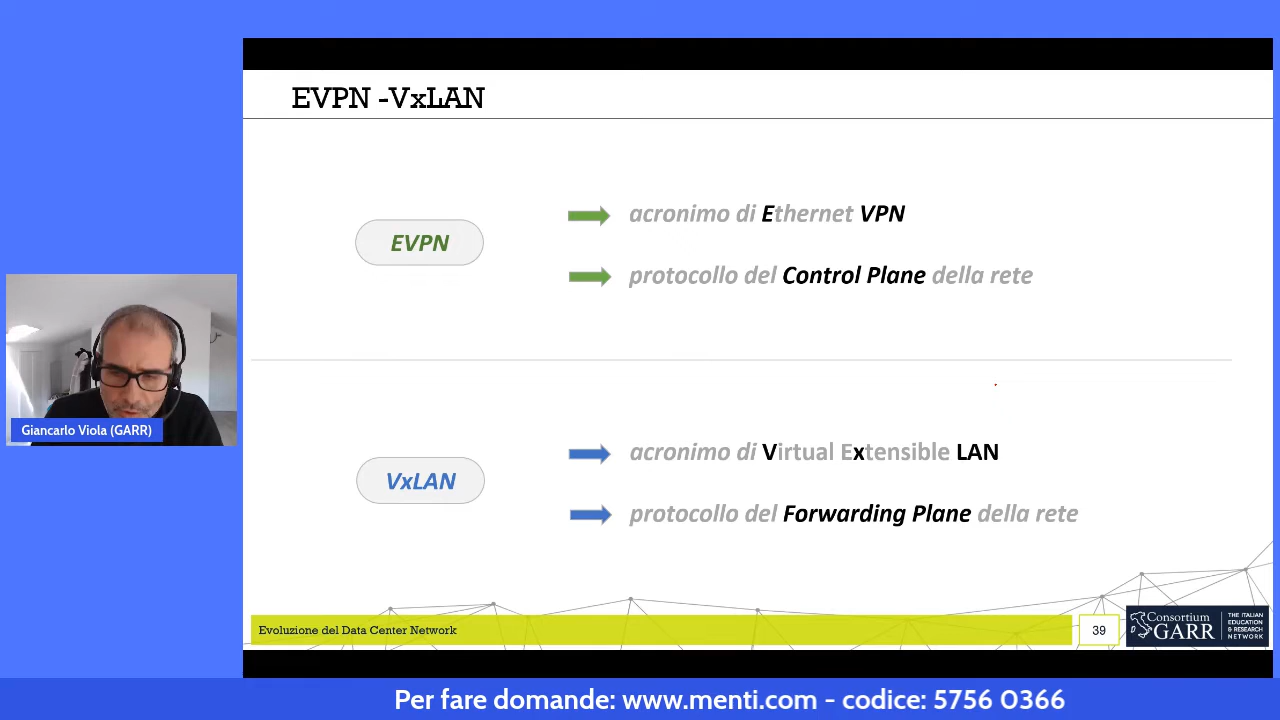 EVPN -VxLAN
EVPN
acronimo di Ethernet VPN
protocollo del Control Plane della rete
VxLAN
acronimo di Virtual Extensible LAN
protocollo del Forwarding Plane della rete
Giancarlo Viola (GARR)
Evoluzione del Data Center Network
39
Consortium
GARR
THE ITALIAN
EDUCATION
& RESEARCH
NETWORK
Per fare domande: www.menti.com - codice: 5756 0366